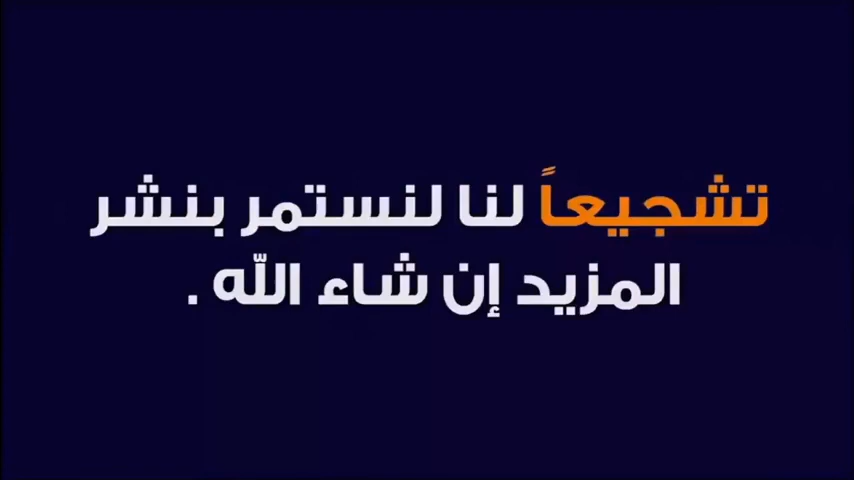 تشجيعاً لنا لنستمر بنشر
المزيد إن شاء الله .